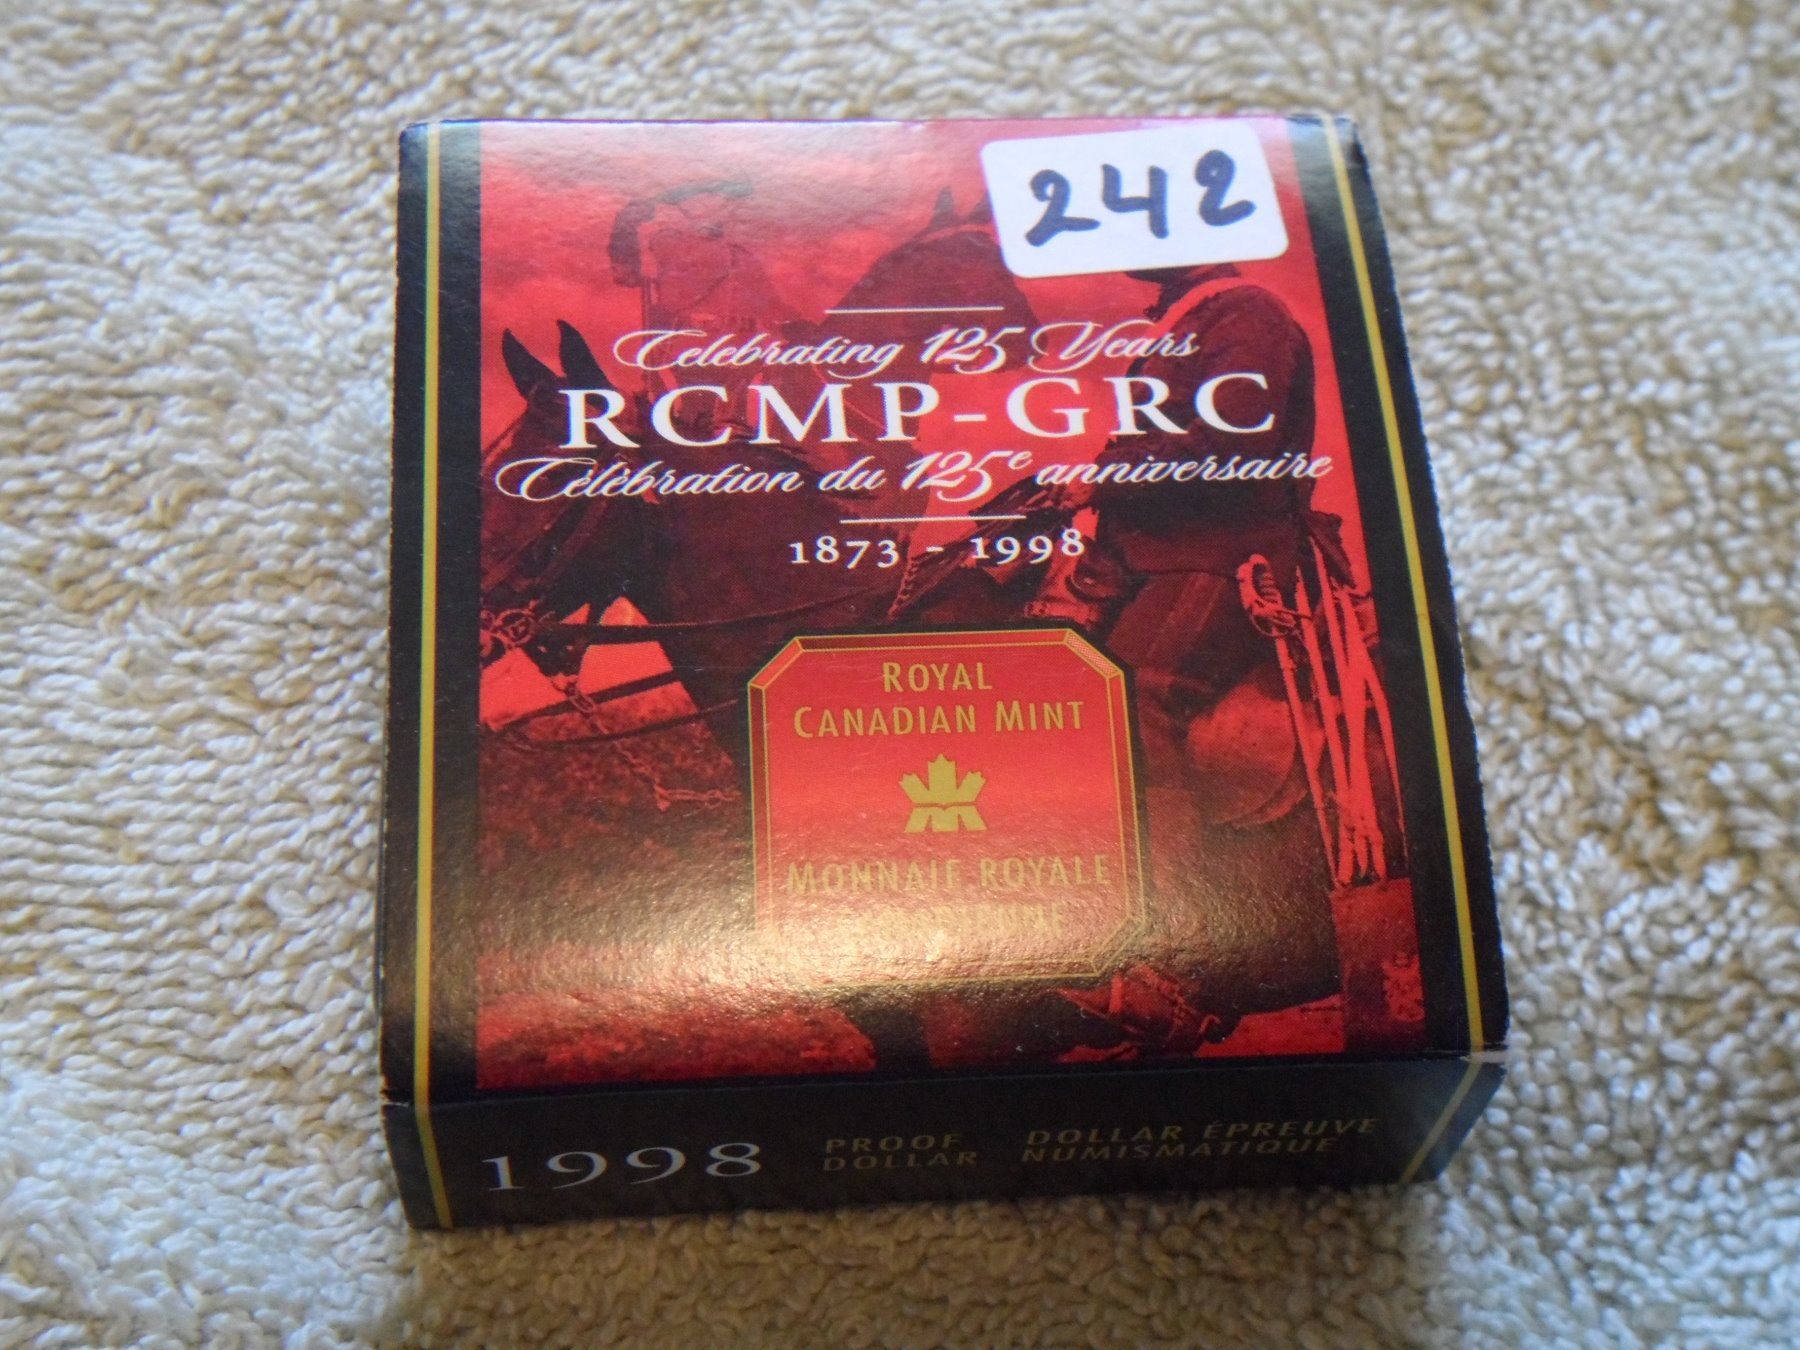 242
Celebrating 125 Years
RCMP-GRC
Célébration du 125e anniversaire
1873 - 1998
ROYAL
CANADIAN MINT
MONNAIE ROYALE
CANADIENNE
1998
PROOF
DOLLAR
DOLLAR ÉPREUVE
NUMISMATIQUE